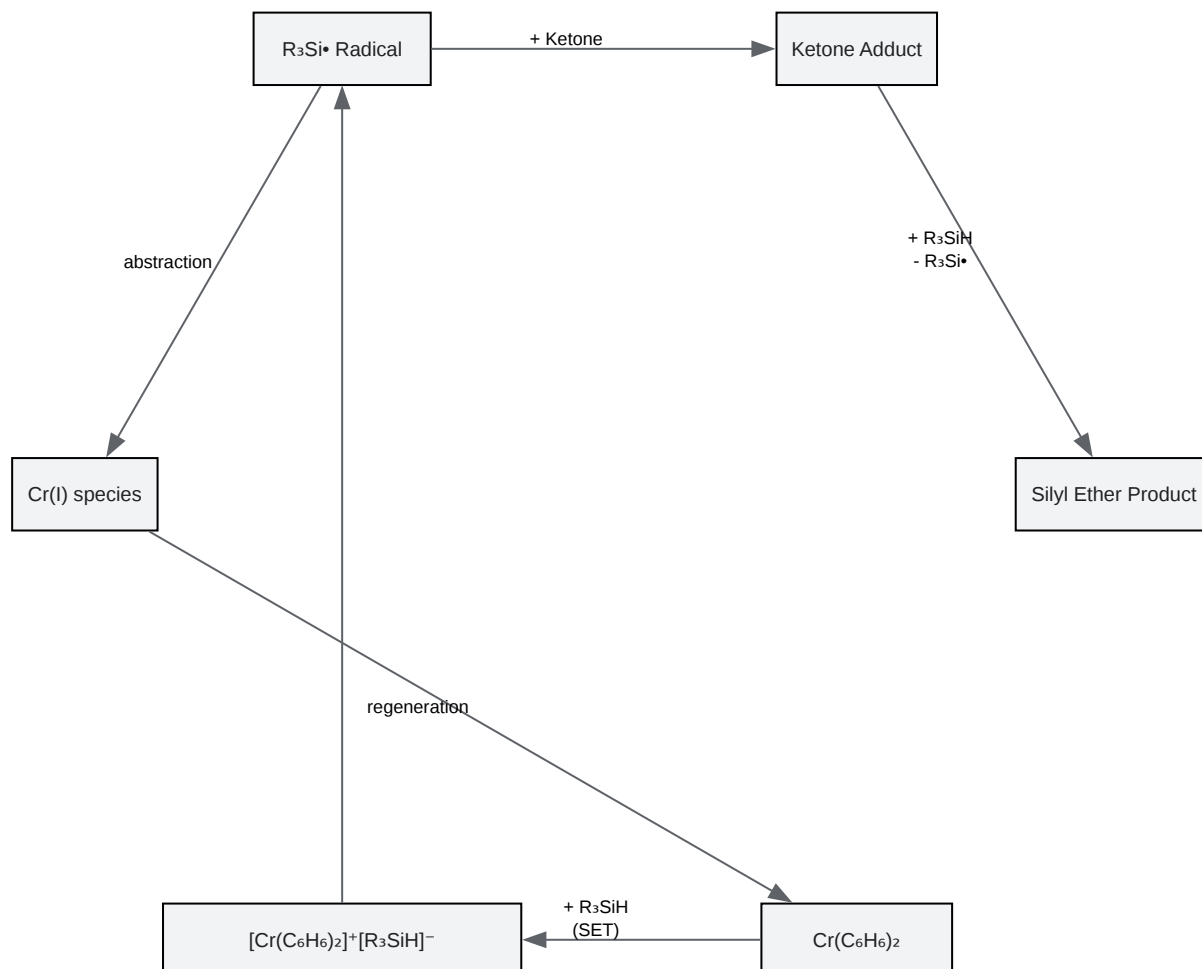 R₃Si• Radical
+ Ketone
Ketone Adduct
abstraction
+ R₃SiH
- R₃Si•
Cr(I) species
Silyl Ether Product
regeneration
[Cr(C₆H₆)₂]⁺[R₃SiH]⁻
+ R₃SiH
(SET)
Cr(C₆H₆)₂